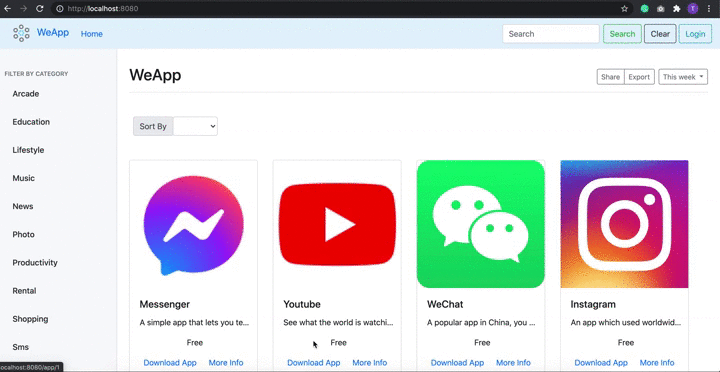 http://localhost:8080
T
WeApp
Home
Search
Search
Clear
Login
FILTER BY CATEGORY
Arcade
Education
Lifestyle
Music
News
Photo
Productivity
Rental
Shopping
Sms
WeApp
Share
Export
This week
Sort By
Messenger
A simple app that lets you te...
Free
Download App
More Info
Youtube
See what the world is watchi...
Free
Download App
More Info
WeChat
A popular app in China, you ...
Free
Download App
More Info
Instagram
An app which used worldwid...
Free
Download App
More Info
localhost:8080/app/1